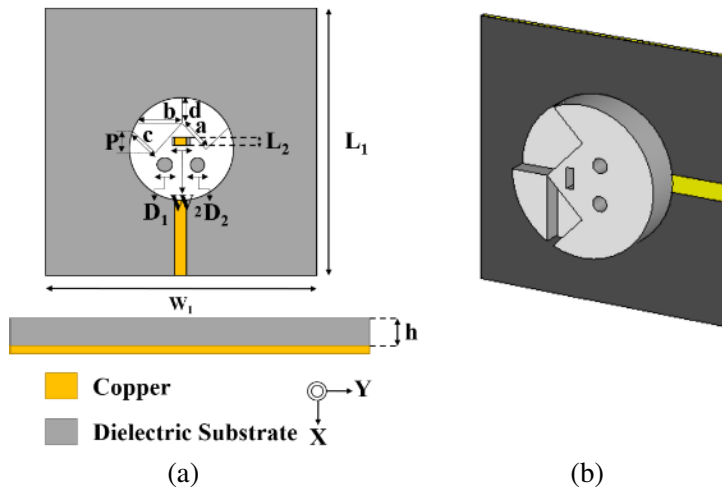 b d
a
c
P
L2
L1
D1 W2 D2
W1
h
Copper
Y
Dielectric Substrate
X
(a) (b)